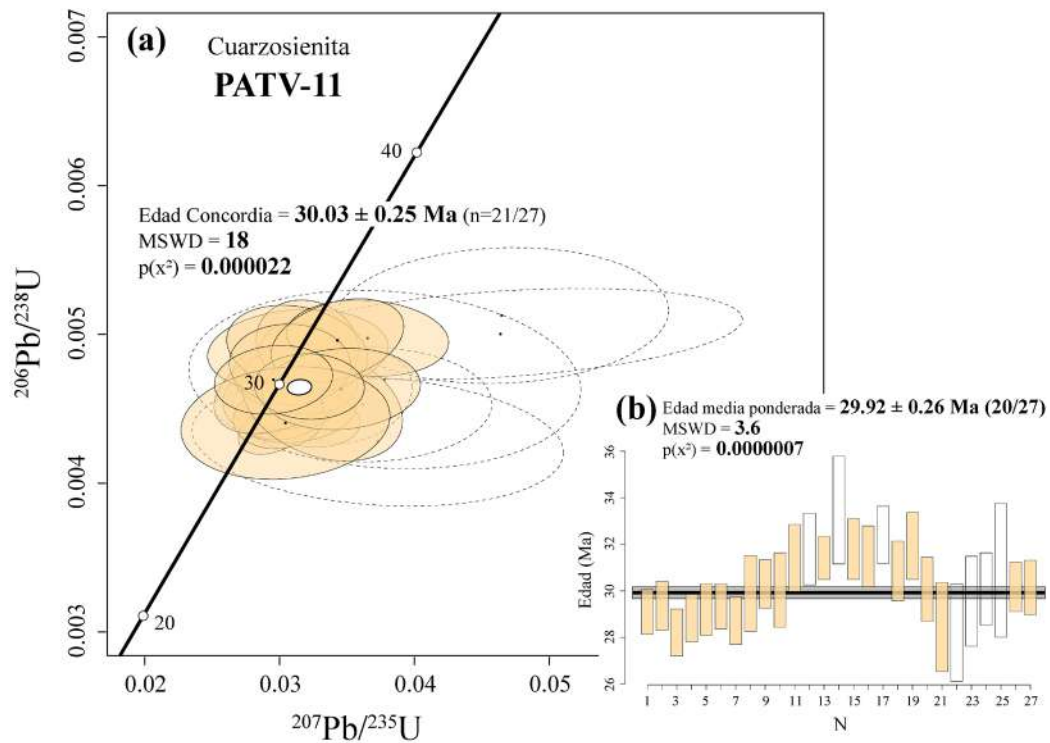 (a)
Cuarzosienita
PATV-11
Edad Concordia = 30.03 ± 0.25 Ma (n=21/27)
MSWD = 18
p(x²) = 0.000022
206Pb/238U
0.007
0.006
0.005
0.004
0.003
40
30
20
0.02 0.03 0.04 0.05
207Pb/235U
(b) Edad media ponderada = 29.92 ± 0.26 Ma (20/27)
MSWD = 3.6
p(x²) = 0.0000007
Edad (Ma)
36
34
32
30
28
26
1 3 5 7 9 11 13 15 17 19 21 23 25 27
N